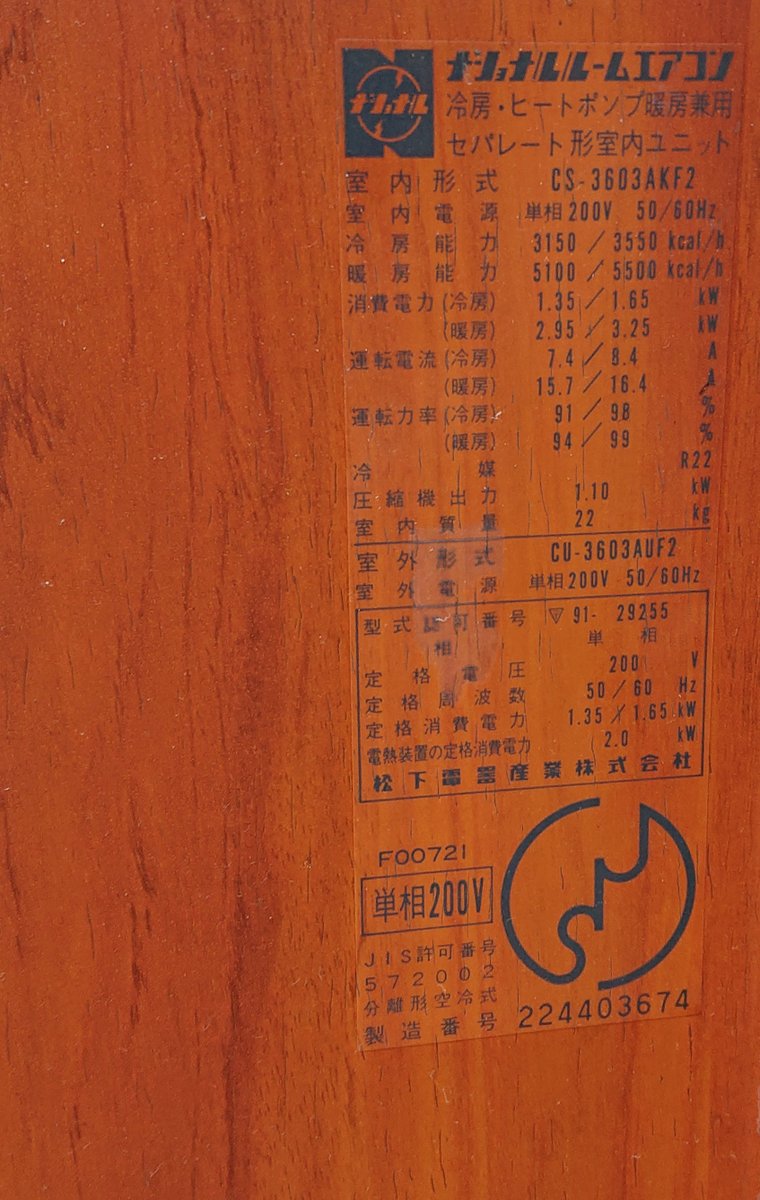 ナショナル
ナショナルルームエアコン
冷房・ヒートポンプ暖房兼用
セパレート形室内ユニット
室内形式 CS-3603AKF2
室内電源 単相200V 50/60Hz
冷房能力 3150/3550 kcal/h
暖房能力 5100/5500 kcal/h
消費電力(冷房) 1.35/1.65 kW
(暖房) 2.95/3.25 kW
運転電流(冷房) 7.4/8.4 A
(暖房) 15.7/16.4 A
運転力率(冷房) 91/98 %
(暖房) 94/99 %
冷媒 R22
圧縮機出力 1.10 kW
室内質量 22 kg
室外形式 CU-3603AUF2
室外電源 単相200V 50/60Hz
型式認可番号 ▽91-29255
相 単相
定格電圧 200 V
定格周波数 50/60 Hz
定格消費電力 1.35/1.65 kW
電熱装置の定格消費電力 2.0 kW
松下電器産業株式会社
F00721
単相200V
JIS許可番号
572002
分離形空冷式
製造番号 224403674